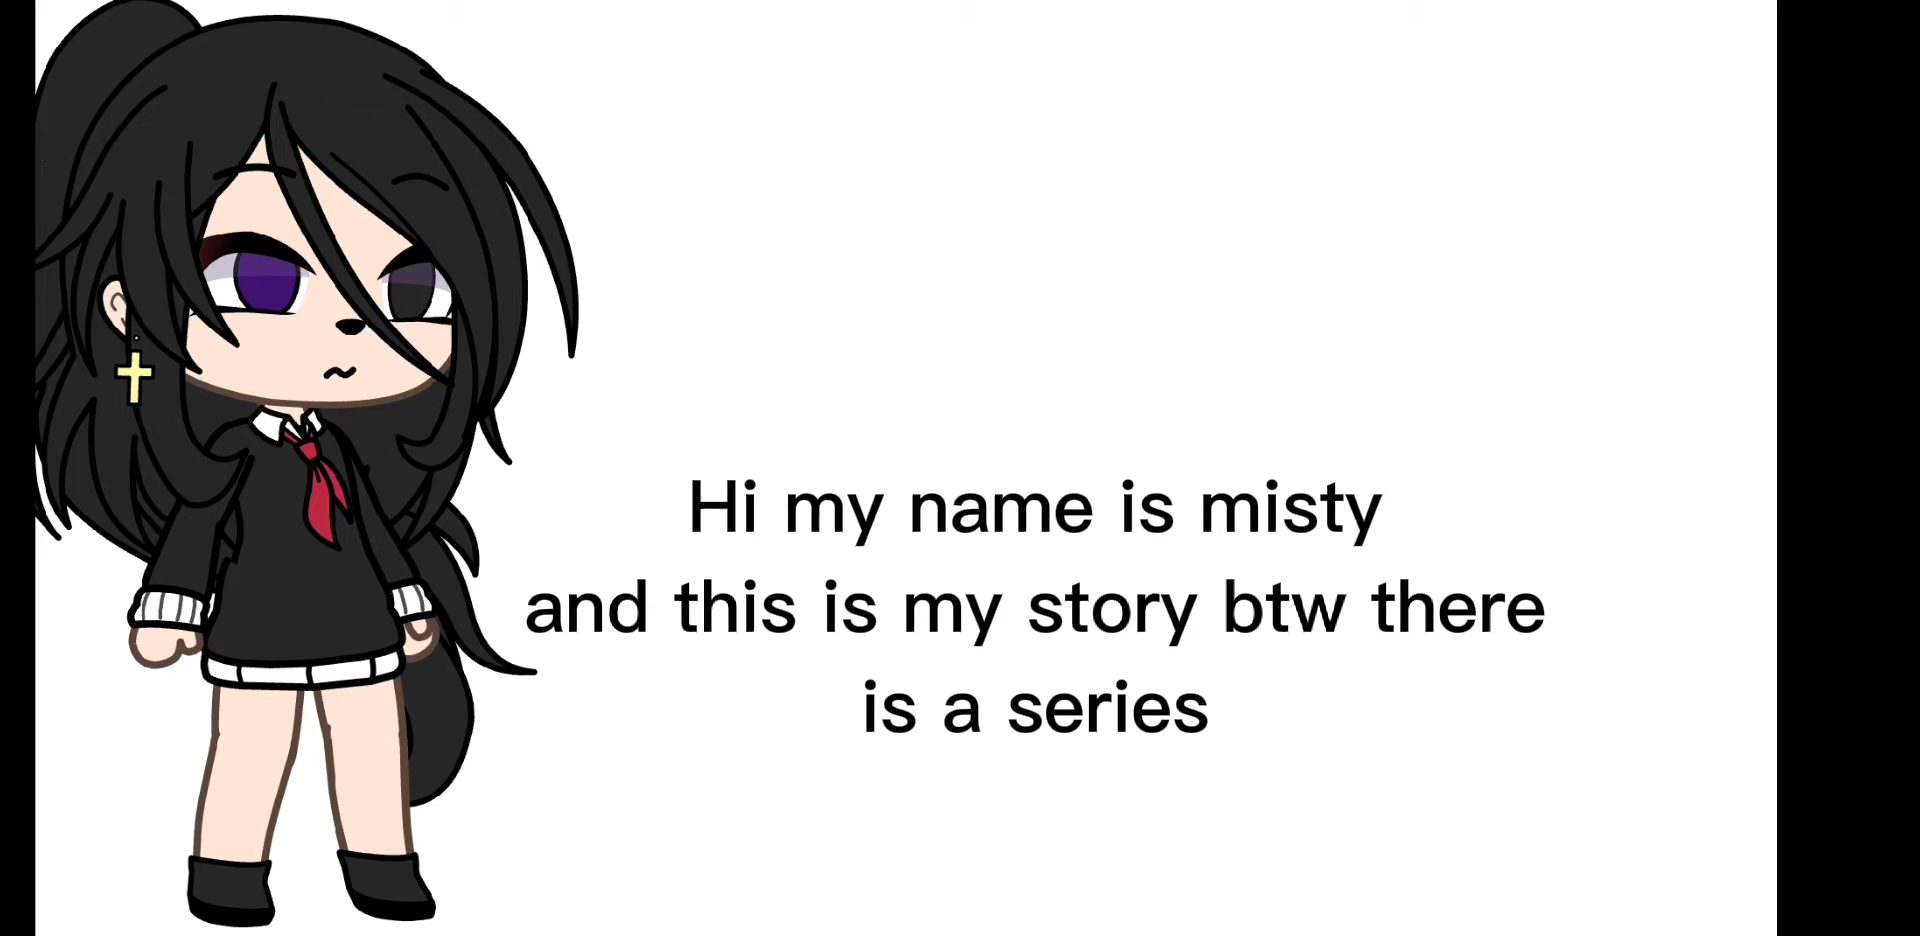 Hi my name is misty
and this is my story btw there
is a series